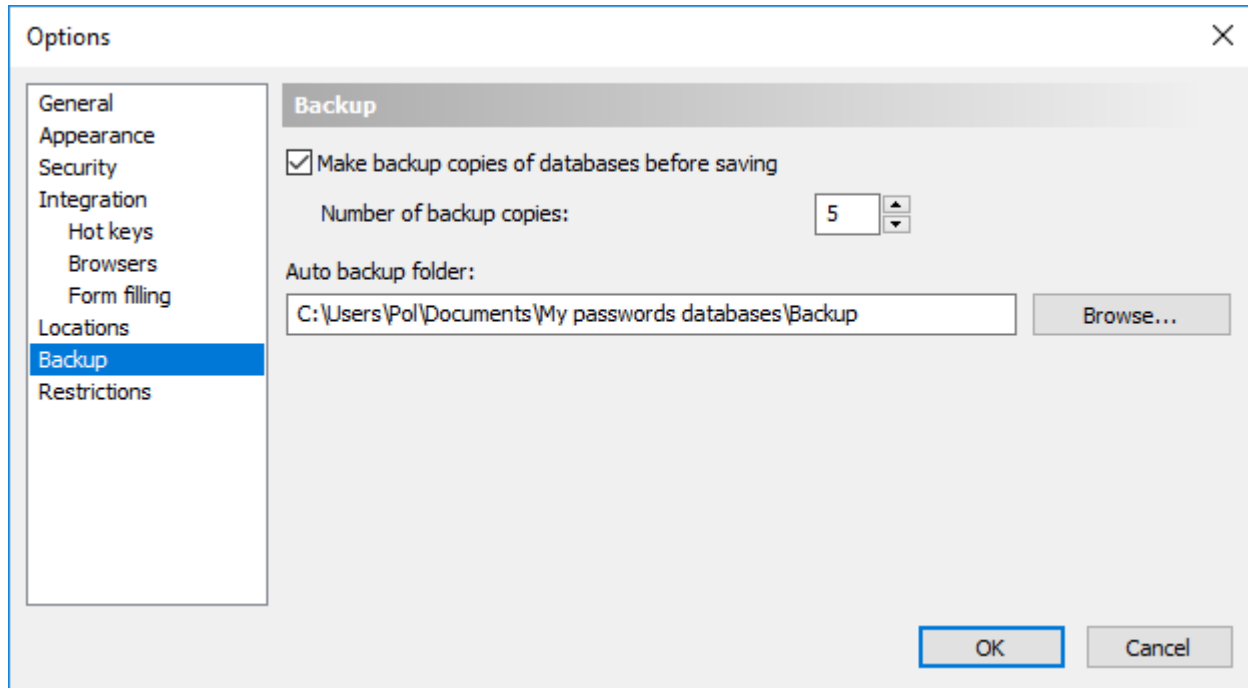 Options
General
Appearance
Security
Integration
Hot keys
Browsers
Form filling
Locations
Backup
Restrictions
Backup
Make backup copies of databases before saving
Number of backup copies: 5
Auto backup folder:
C:\Users\Pol\Documents\My passwords databases\Backup Browse...
OK Cancel